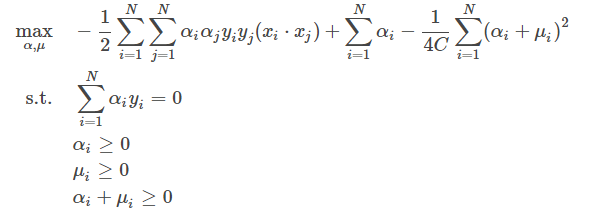 max α,μ −1/2 ∑_{i=1}^{N} ∑_{j=1}^{N} α_i α_j y_i y_j (x_i · x_j) + ∑_{i=1}^{N} α_i − 1/4C ∑_{i=1}^{N} (α_i + μ_i)²
s.t. ∑_{i=1}^{N} α_i y_i = 0
α_i ≥ 0
μ_i ≥ 0
α_i + μ_i ≥ 0